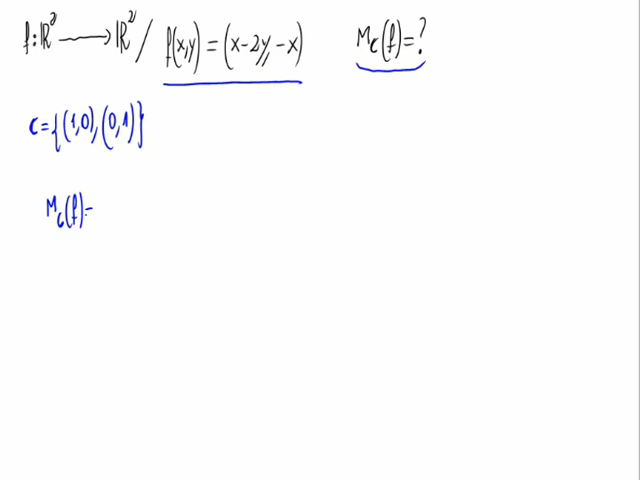 f: ℝ² ⟶ ℝ² / f(x,y) = (x-2y, -x) M_C(f) = ?
C = {(1,0), (0,1)}
M_C(f) =